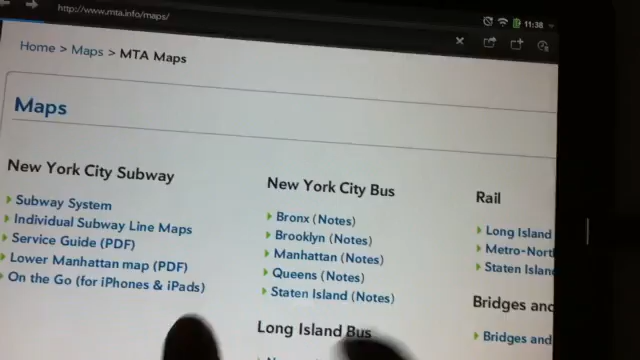 http://www.mta.info/maps/
11:38
Home > Maps > MTA Maps
Maps
New York City Subway
Subway System
Individual Subway Line Maps
Service Guide (PDF)
Lower Manhattan map (PDF)
On the Go (for iPhones & iPads)
New York City Bus
Bronx (Notes)
Brooklyn (Notes)
Manhattan (Notes)
Queens (Notes)
Staten Island (Notes)
Long Island Bus
Rail
Long Island
Metro-North
Staten Island
Bridges and
Bridges and